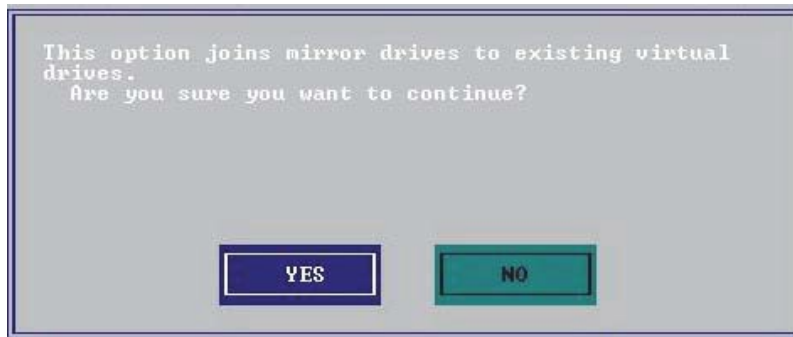 This option joins mirror drives to existing virtual
drives.
Are you sure you want to continue?
YES
NO